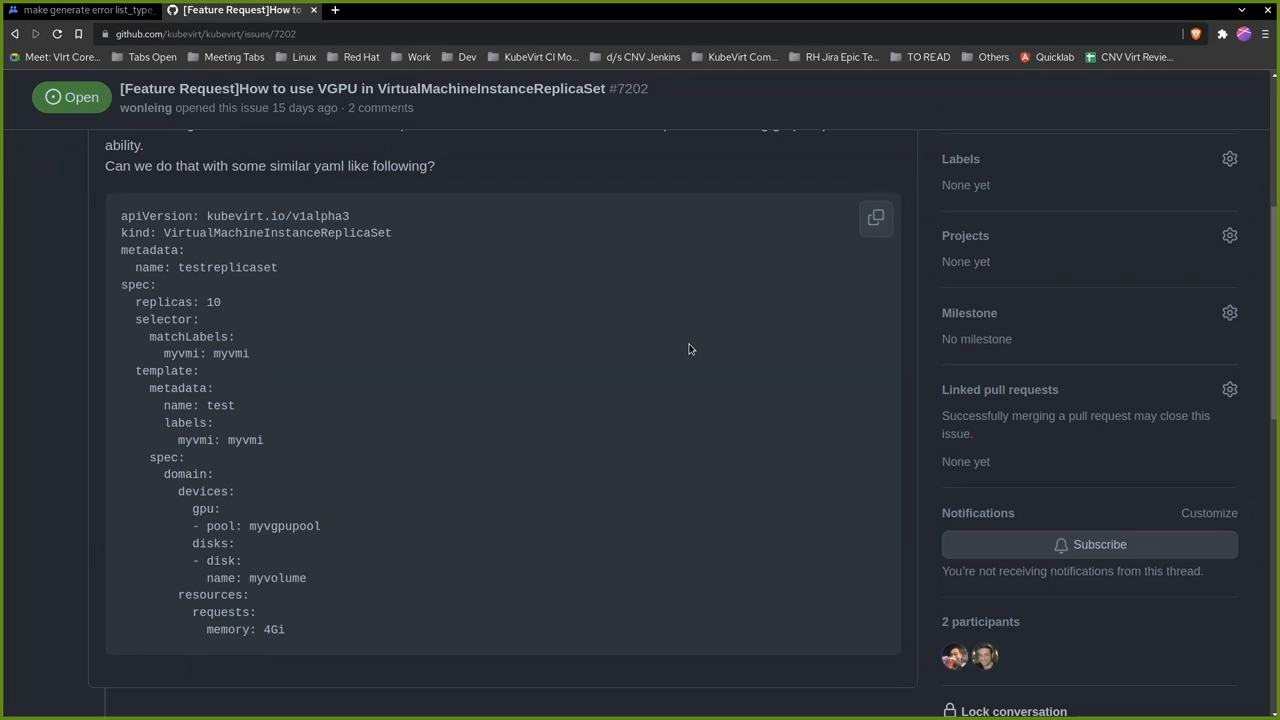 make generate error list_type_
[Feature Request]How to
github.com/kubevirt/kubevirt/issues/7202
Meet: VIrt Core...
Tabs Open
Meeting Tabs
Linux
Red Hat
Work
Dev
KubeVirt CI Mo...
d/s CNV Jenkins
KubeVirt Com...
RH Jira Epic Te...
TO READ
Others
Quicklab
CNV Virt Revie...
Open
[Feature Request]How to use VGPU in VirtualMachineInstanceReplicaSet #7202
wonleing opened this issue 15 days ago · 2 comments
ability.
Can we do that with some similar yaml like following?
apiVersion: kubevirt.io/v1alpha3
kind: VirtualMachineInstanceReplicaSet
metadata:
  name: testreplicaset
spec:
  replicas: 10
  selector:
    matchLabels:
      myvmi: myvmi
  template:
    metadata:
      name: test
      labels:
        myvmi: myvmi
    spec:
      domain:
        devices:
          gpu:
          - pool: myvgpupool
          disks:
          - disk:
            name: myvolume
        resources:
          requests:
            memory: 4Gi
Labels
None yet
Projects
None yet
Milestone
No milestone
Linked pull requests
Successfully merging a pull request may close this
issue.
None yet
Notifications
Customize
Subscribe
You're not receiving notifications from this thread.
2 participants
Lock conversation